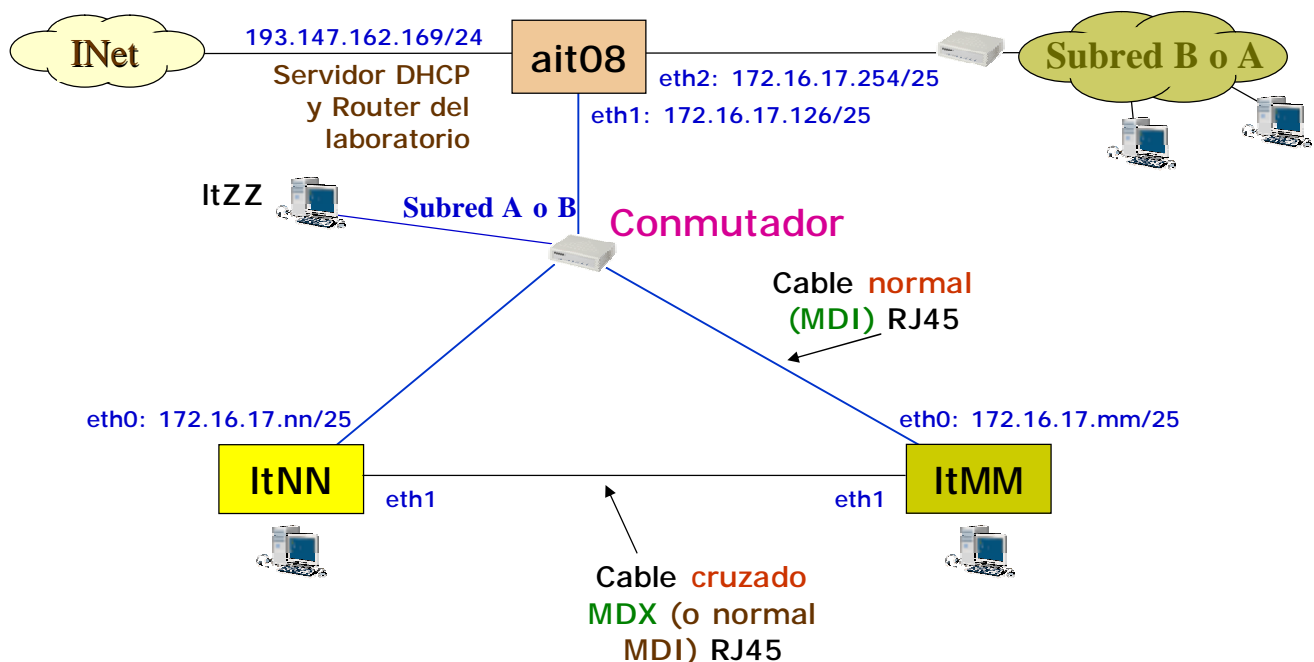 INet
193.147.162.169/24
Servidor DHCP
y Router del
laboratorio
ait08
eth2: 172.16.17.254/25
eth1: 172.16.17.126/25
Subred B o A
ltZZ
Subred A o B
Conmutador
Cable normal
(MDI) RJ45
eth0: 172.16.17.nn/25
ltNN
eth1
eth0: 172.16.17.mm/25
ltMM
eth1
Cable cruzado
MDX (o normal
MDI) RJ45